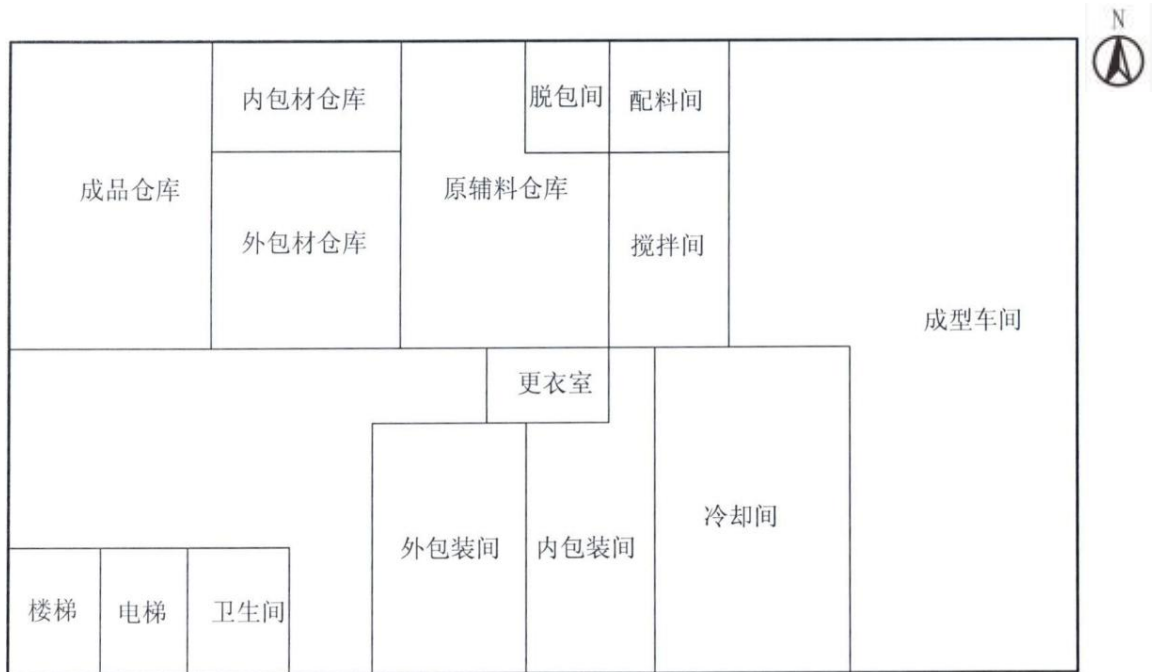 N
内包材仓库
脱包间
配料间
成品仓库
原辅料仓库
外包材仓库
搅拌间
成型车间
更衣室
冷却间
外包装间
内包装间
楼梯
电梯
卫生间